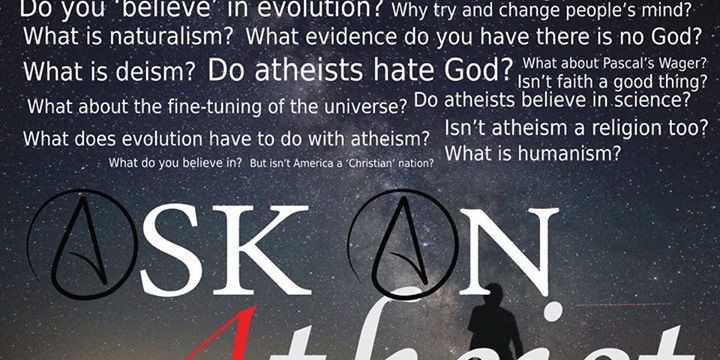 Do you ‘believe’ in evolution? Why try and change people’s mind?
What is naturalism? What evidence do you have there is no God?
What is deism? Do atheists hate God? What about Pascal’s Wager?
Isn’t faith a good thing?
What about the fine-tuning of the universe? Do atheists believe in science?
What does evolution have to do with atheism? Isn’t atheism a religion too?
What do you believe in? But isn’t America a ‘Christian’ nation? What is humanism?
ASK AN
Atheist